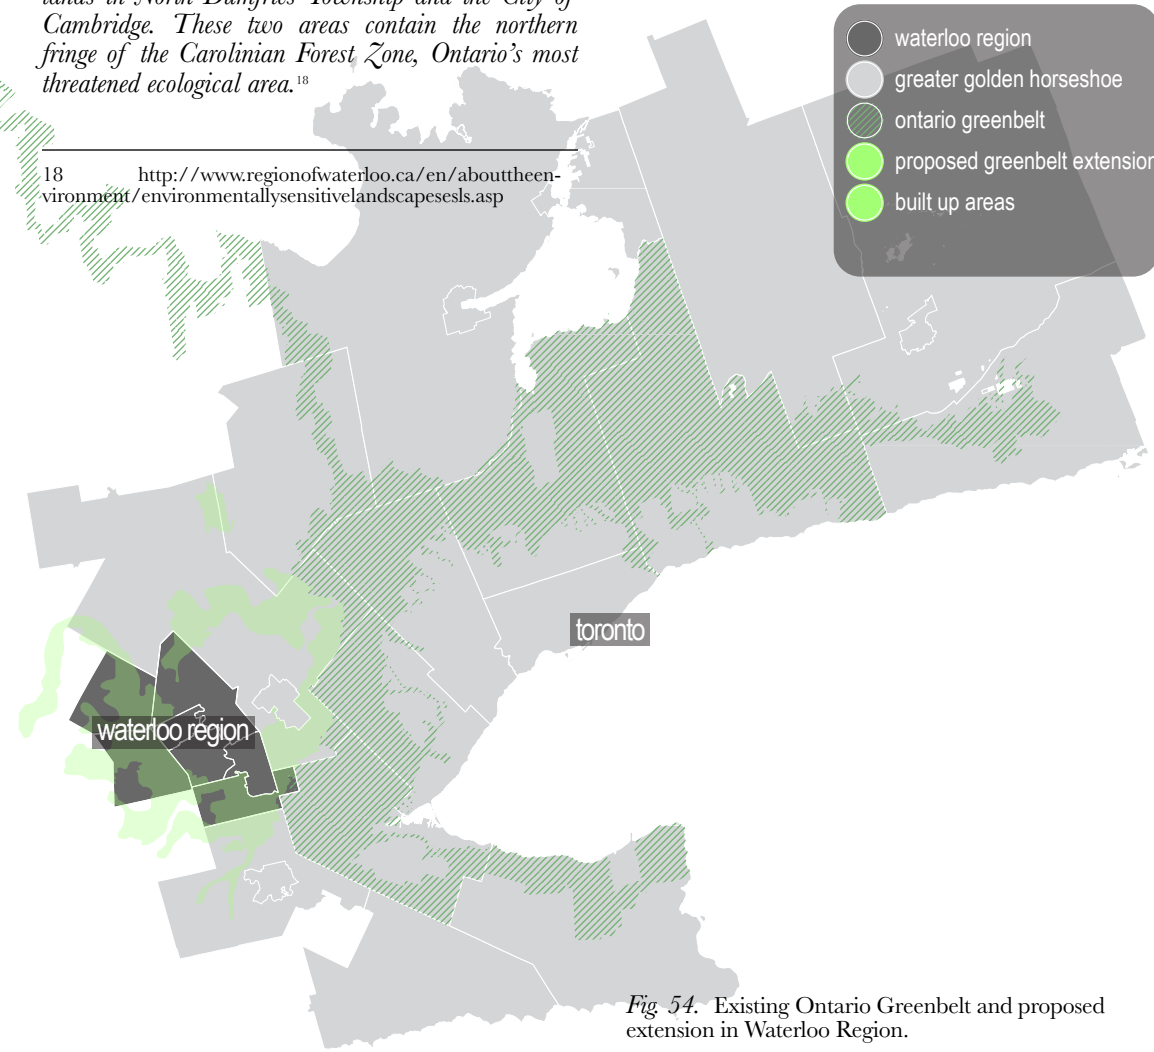 lands in North Dumfries Township and the City of
Cambridge. These two areas contain the northern
fringe of the Carolinian Forest Zone, Ontario's most
threatened ecological area.18
18 http://www.regionofwaterloo.ca/en/abouttheen-
vironment/environmentallysensitivelandscapesesls.asp
waterloo region
greater golden horseshoe
ontario greenbelt
proposed greenbelt extension
built up areas
toronto
waterloo region
Fig. 54. Existing Ontario Greenbelt and proposed
extension in Waterloo Region.